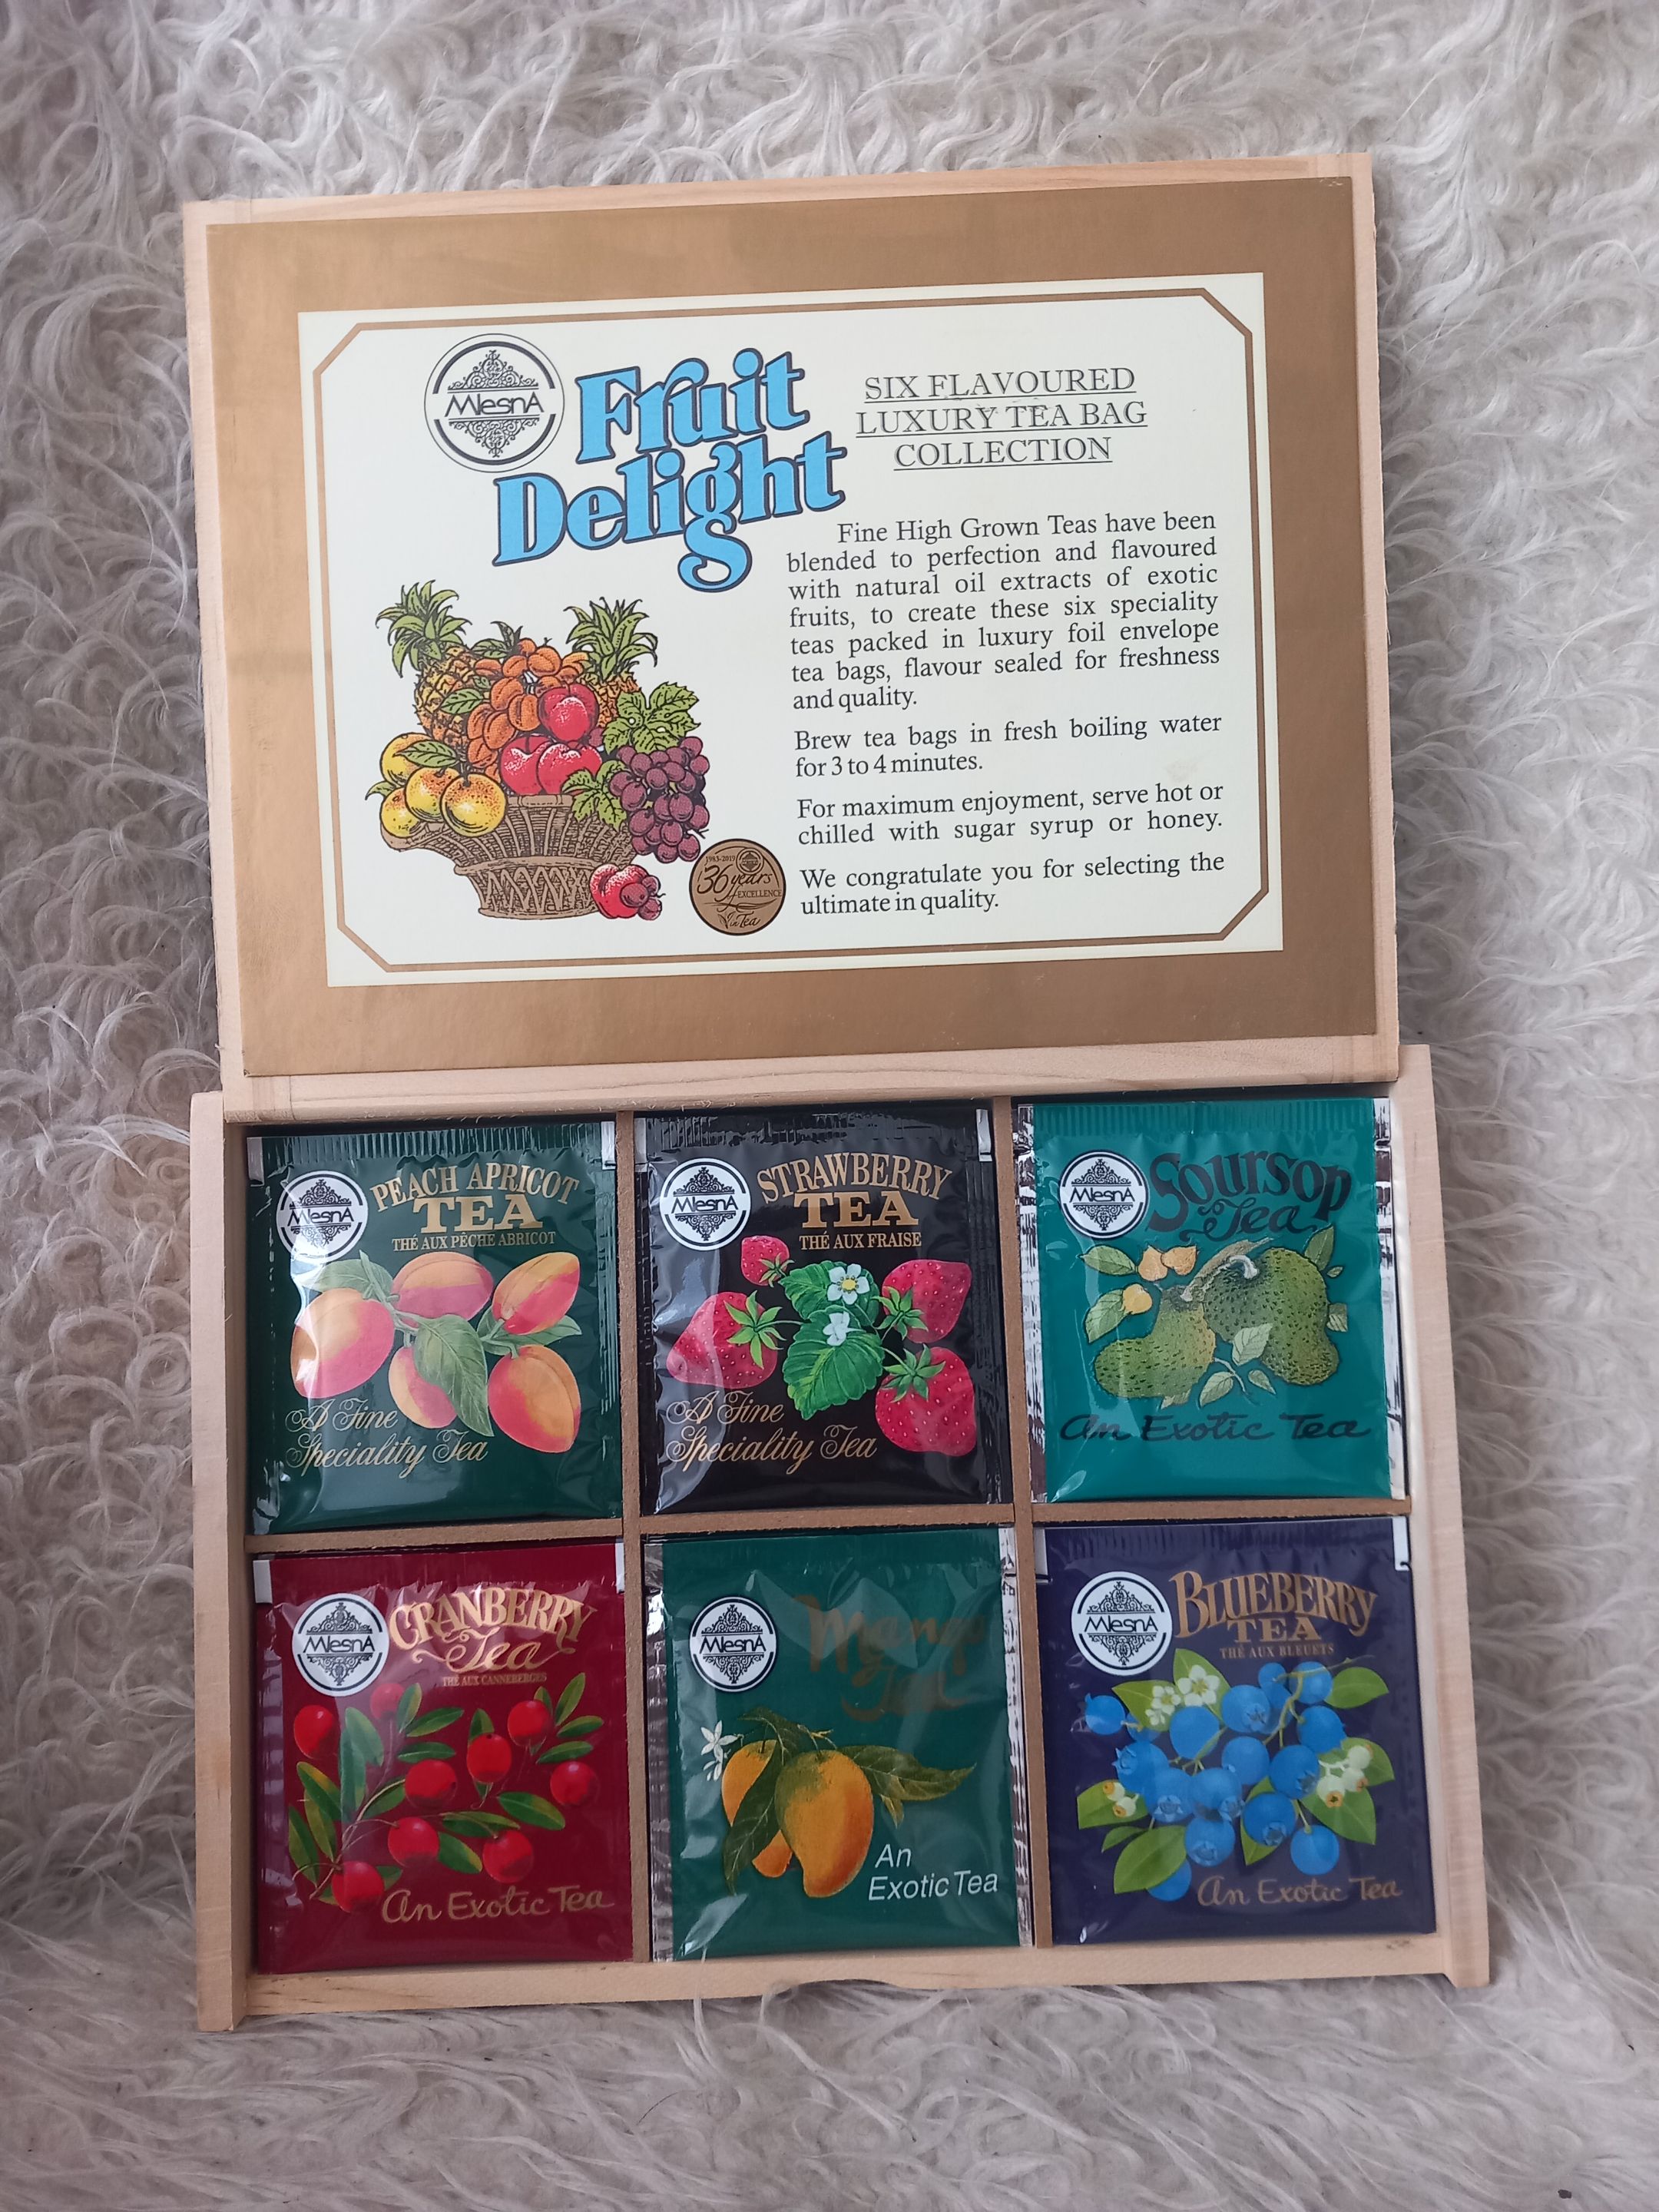 MlesnA
Fruit
Delight
SIX FLAVOURED
LUXURY TEA BAG
COLLECTION
Fine High Grown Teas have been
blended to perfection and flavoured
with natural oil extracts of exotic
fruits, to create these six speciality
teas packed in luxury foil envelope
tea bags, flavour sealed for freshness
and quality.
Brew tea bags in fresh boiling water
for 3 to 4 minutes.
For maximum enjoyment, serve hot or
chilled with sugar syrup or honey.
We congratulate you for selecting the
ultimate in quality.
1983-2019
36 years
EXCELLENCE
in Tea
MlesnA
PEACH APRICOT
TEA
THÉ AUX PÊCHE ABRICOT
A Fine
Speciality Tea
MlesnA
STRAWBERRY
TEA
THÉ AUX FRAISE
A Fine
Speciality Tea
MlesnA
Soursop
Tea
An Exotic Tea
MlesnA
CRANBERRY
Tea
THÉ AUX CANNEBERGES
An Exotic Tea
MlesnA
Mango
Tea
An
Exotic Tea
MlesnA
BLUEBERRY
TEA
THÉ AUX BLEUETS
An Exotic Tea